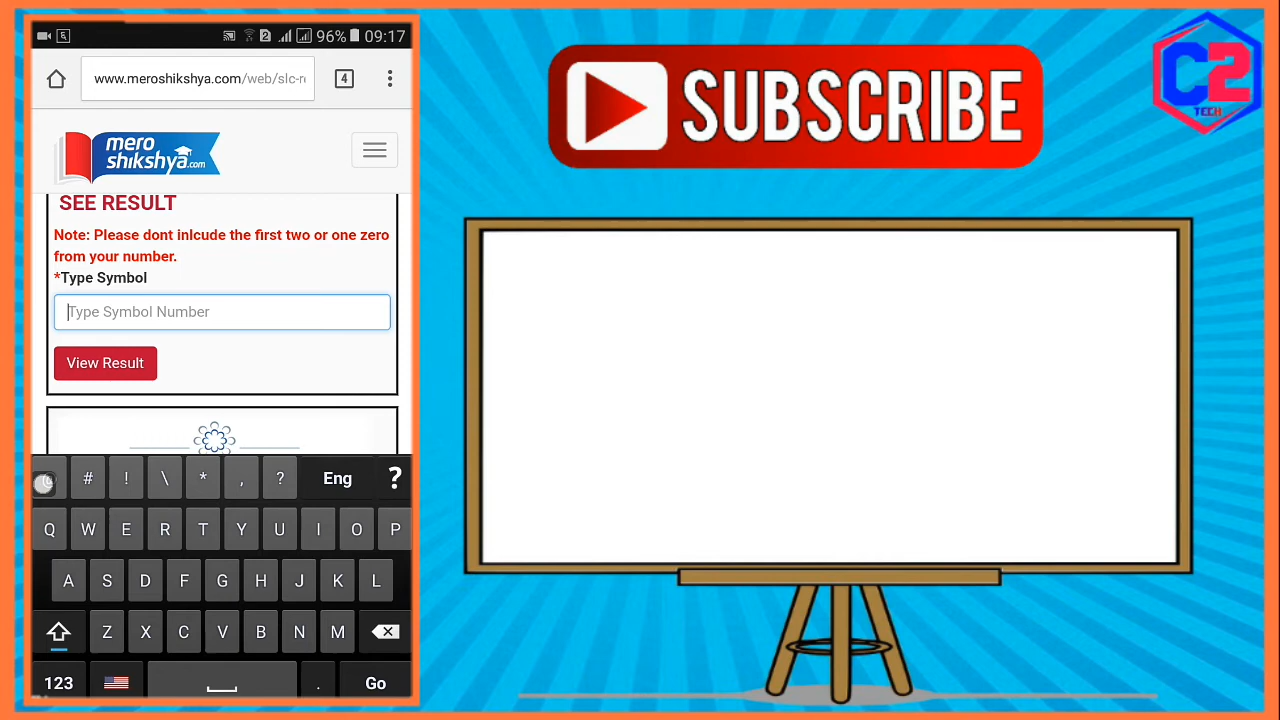 96% 09:17
www.meroshikshya.com/web/slc-r
4
mero
shikshya.com
SEE RESULT
Note: Please dont inlcude the first two or one zero
from your number.
*Type Symbol
Type Symbol Number
View Result
# ! \ * , ? Eng ?
Q W E R T Y U I O P
A S D F G H J K L
Z X C V B N M
123 . Go
SUBSCRIBE
C2
TECH